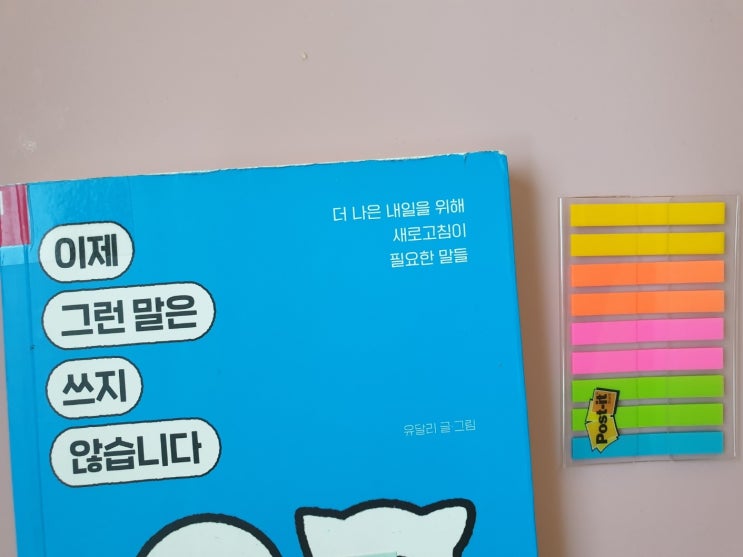 이제
그런 말은
쓰지
않습니다
더 나은 내일을 위해
새로고침이
필요한 말들
유달리 글·그림
Post-it